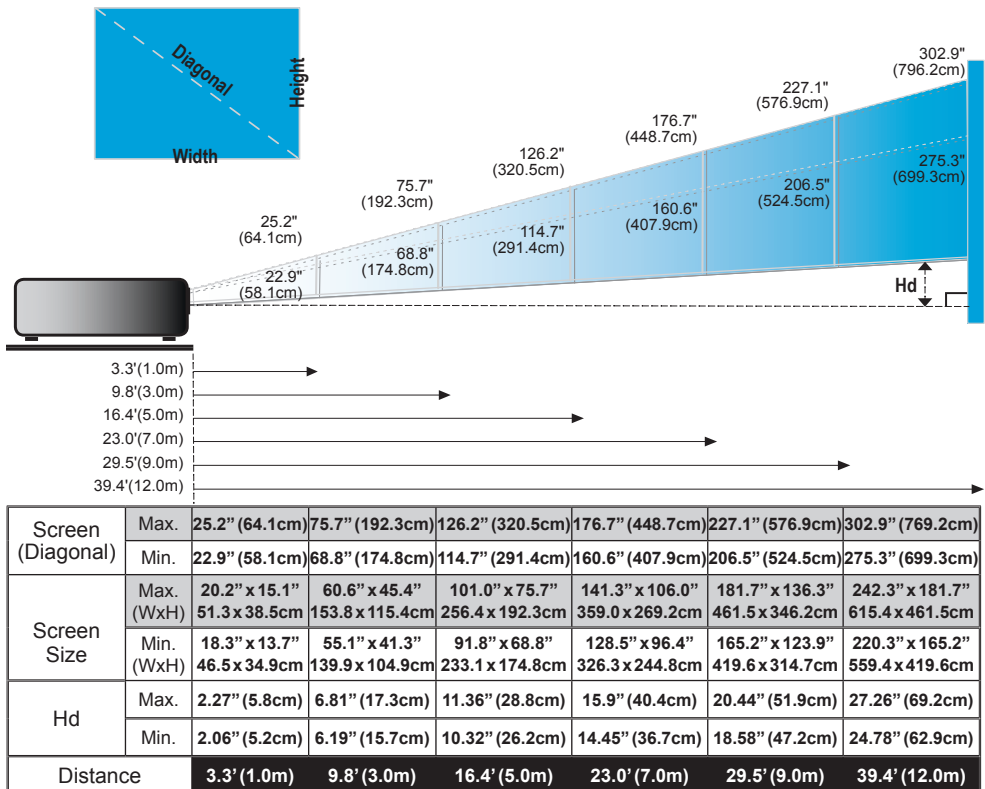 Diagonal
Height
Width
302.9"
(796.2cm)
227.1"
(576.9cm)
176.7"
(448.7cm)
126.2"
(320.5cm)
75.7"
(192.3cm)
25.2"
(64.1cm)
275.3"
(699.3cm)
206.5"
(524.5cm)
160.6"
(407.9cm)
114.7"
(291.4cm)
68.8"
(174.8cm)
22.9"
(58.1cm)
Hd
3.3'(1.0m)
9.8'(3.0m)
16.4'(5.0m)
23.0'(7.0m)
29.5'(9.0m)
39.4'(12.0m)
Screen (Diagonal)
Max. 25.2” (64.1cm) 75.7” (192.3cm) 126.2” (320.5cm) 176.7” (448.7cm) 227.1” (576.9cm) 302.9” (769.2cm)
Min. 22.9” (58.1cm) 68.8” (174.8cm) 114.7” (291.4cm) 160.6” (407.9cm) 206.5” (524.5cm) 275.3” (699.3cm)
Screen Size
Max. 20.2” x 15.1” 60.6” x 45.4” 101.0” x 75.7” 141.3” x 106.0” 181.7” x 136.3” 242.3” x 181.7”
(WxH) 51.3 x 38.5cm 153.8 x 115.4cm 256.4 x 192.3cm 359.0 x 269.2cm 461.5 x 346.2cm 615.4 x 461.5cm
Min. 18.3” x 13.7” 55.1” x 41.3” 91.8” x 68.8” 128.5” x 96.4” 165.2” x 123.9” 220.3” x 165.2”
(WxH) 46.5 x 34.9cm 139.9 x 104.9cm 233.1 x 174.8cm 326.3 x 244.8cm 419.6 x 314.7cm 559.4 x 419.6cm
Hd
Max. 2.27” (5.8cm) 6.81” (17.3cm) 11.36” (28.8cm) 15.9” (40.4cm) 20.44” (51.9cm) 27.26” (69.2cm)
Min. 2.06” (5.2cm) 6.19” (15.7cm) 10.32” (26.2cm) 14.45” (36.7cm) 18.58” (47.2cm) 24.78” (62.9cm)
Distance 3.3’ (1.0m) 9.8’ (3.0m) 16.4’ (5.0m) 23.0’ (7.0m) 29.5’ (9.0m) 39.4’ (12.0m)